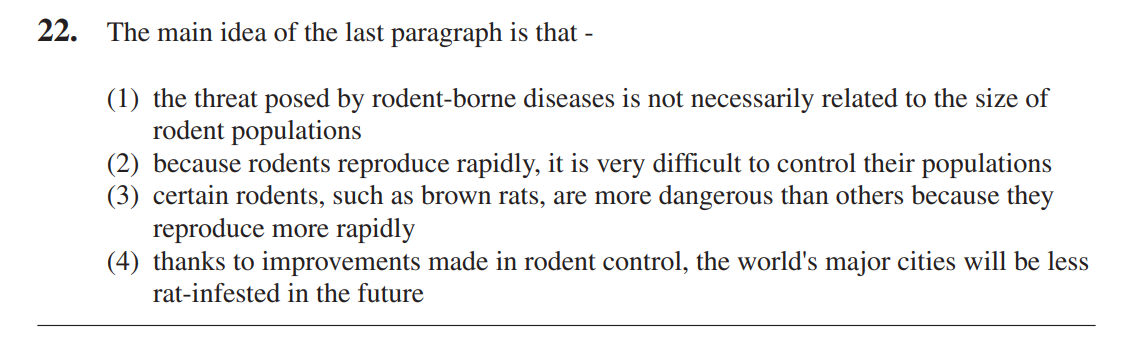 22. The main idea of the last paragraph is that -
(1) the threat posed by rodent-borne diseases is not necessarily related to the size of
rodent populations
(2) because rodents reproduce rapidly, it is very difficult to control their populations
(3) certain rodents, such as brown rats, are more dangerous than others because they
reproduce more rapidly
(4) thanks to improvements made in rodent control, the world's major cities will be less
rat-infested in the future